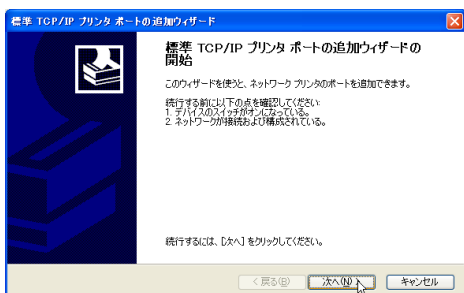 標準 TCP/IP プリンタ ポートの追加ウィザード
標準 TCP/IP プリンタ ポートの追加ウィザードの
開始
このウィザードを使うと、ネットワーク プリンタのポートを追加できます。
続行する前に以下の点を確認してください:
1. デバイスのスイッチがオンになっている。
2. ネットワークが接続および構成されている。
続行するには、[次へ] をクリックしてください。
< 戻る(B)
次へ(N) >
キャンセル